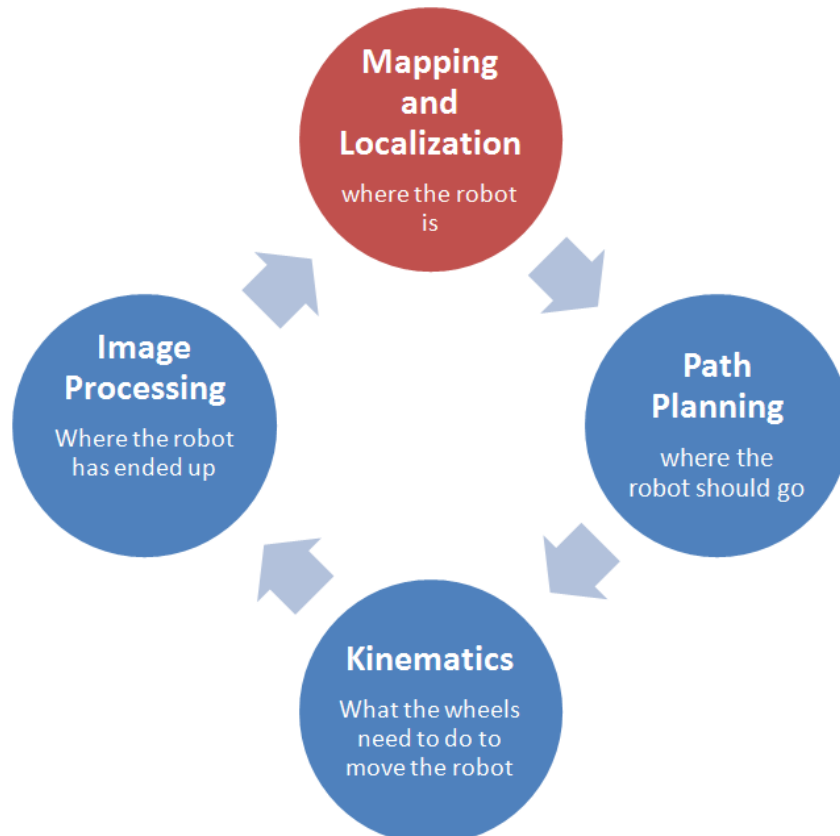 Mapping
and
Localization
where the robot
is
Path
Planning
where the
robot should go
Kinematics
What the wheels
need to do to
move the robot
Image
Processing
Where the robot
has ended up